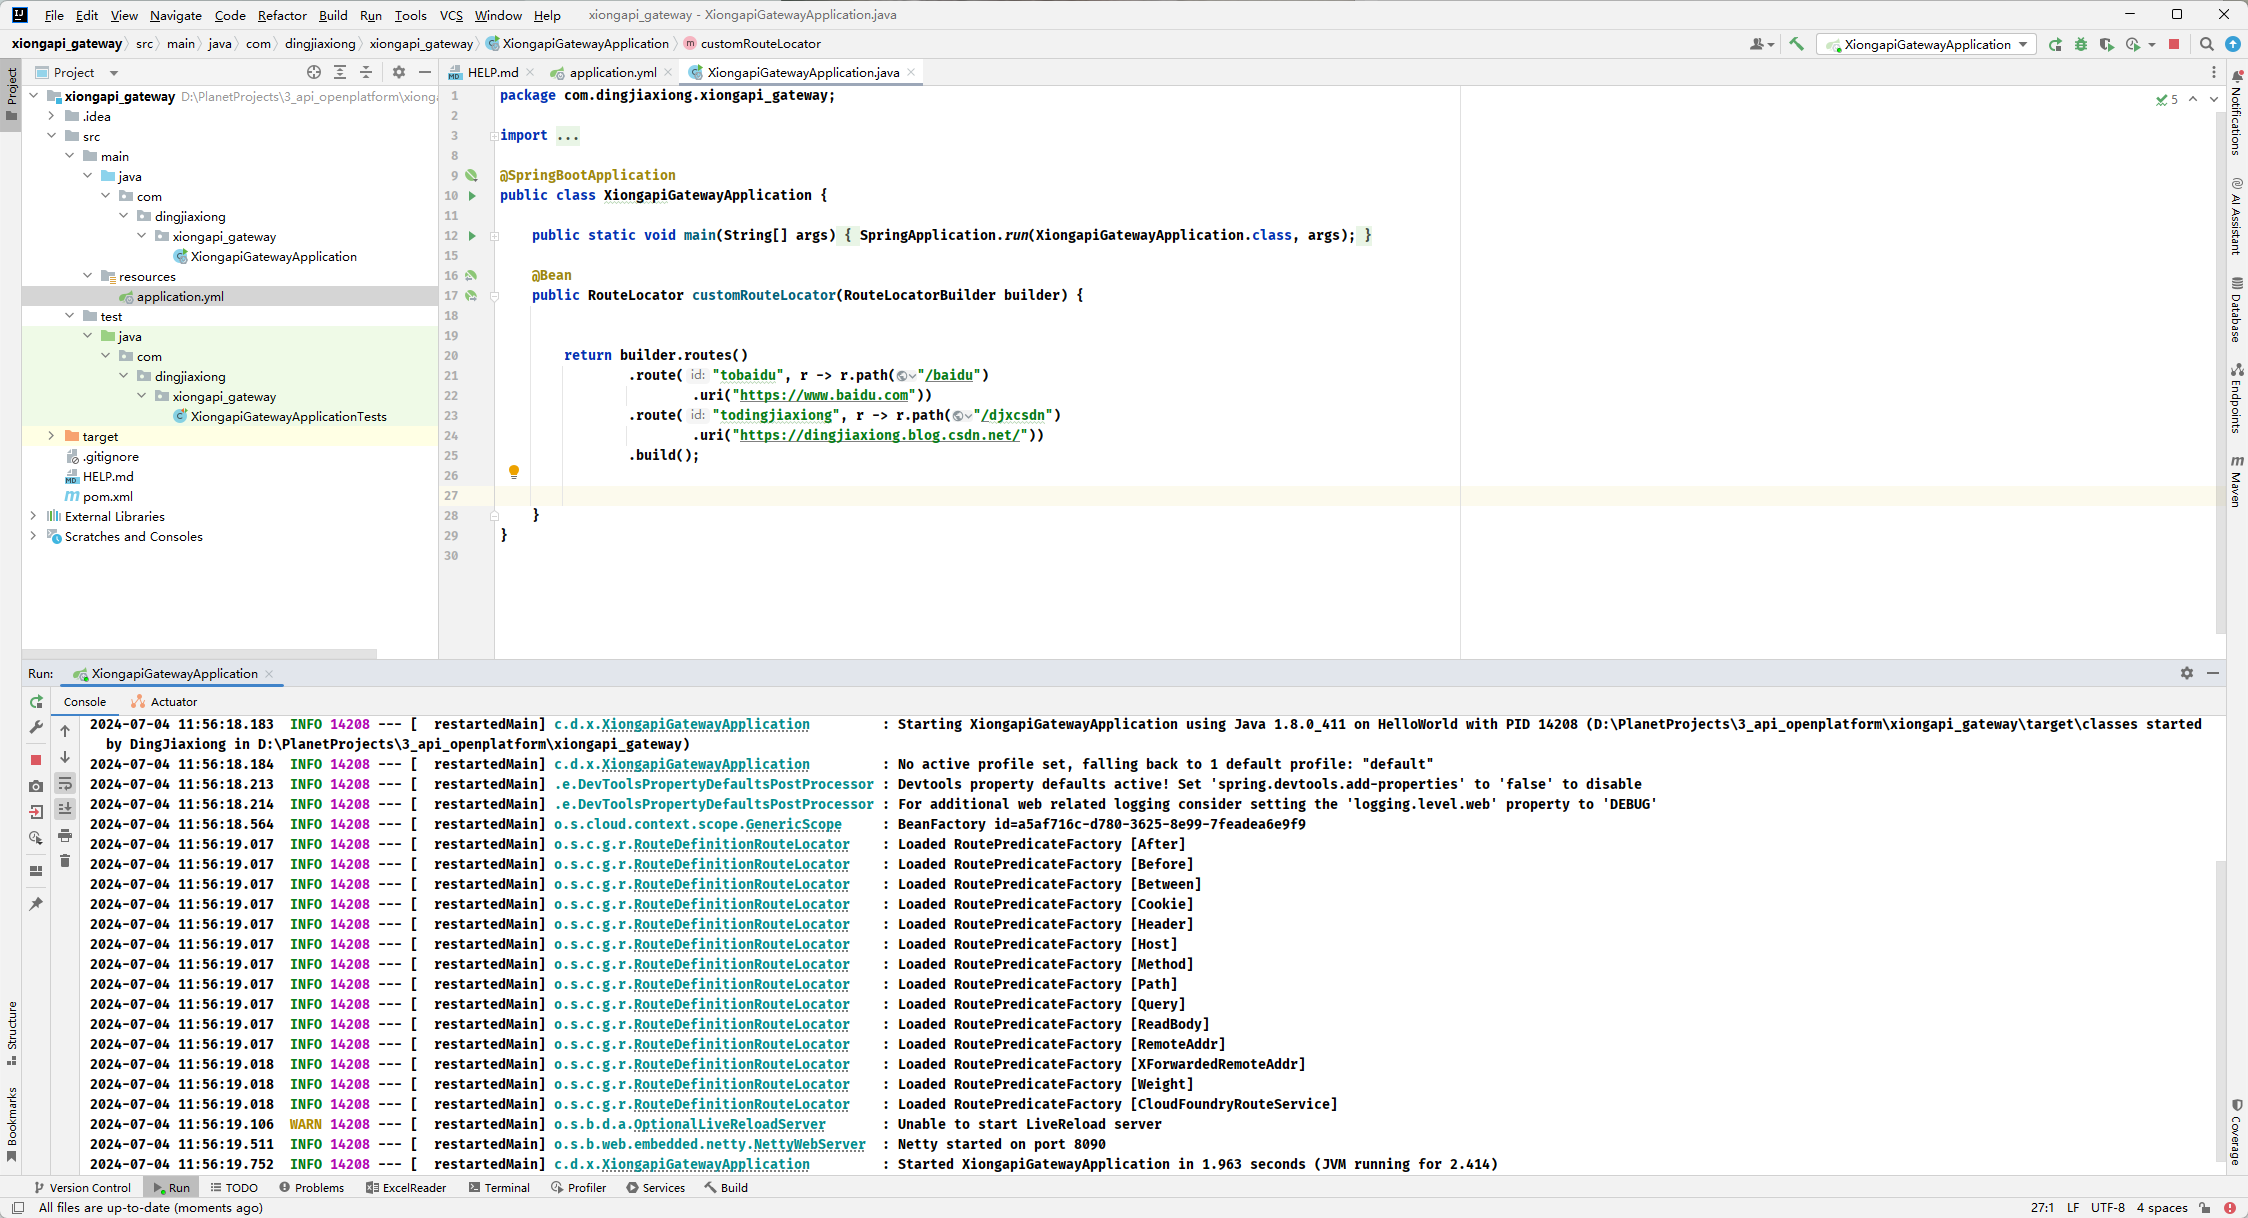 File Edit View Navigate Code Refactor Build Run Tools VCS Window Help xiongapi_gateway - XiongapiGatewayApplication.java
xiongapi_gateway src main java com dingjiaxiong xiongapi_gateway XiongapiGatewayApplication customRouteLocator XiongapiGatewayApplication
Project HELP.md application.yml XiongapiGatewayApplication.java
Project
xiongapi_gateway D:\PlanetProjects\3_api_openplatform\xionga
.idea
src
main
java
com
dingjiaxiong
xiongapi_gateway
XiongapiGatewayApplication
resources
application.yml
test
java
com
dingjiaxiong
xiongapi_gateway
XiongapiGatewayApplicationTests
target
.gitignore
HELP.md
pom.xml
External Libraries
Scratches and Consoles
1 package com.dingjiaxiong.xiongapi_gateway;
2
3 import ...
8
9 @SpringBootApplication
10 public class XiongapiGatewayApplication {
11
12 public static void main(String[] args) { SpringApplication.run(XiongapiGatewayApplication.class, args); }
15
16 @Bean
17 public RouteLocator customRouteLocator(RouteLocatorBuilder builder) {
18
19
20 return builder.routes()
21 .route( id: "tobaidu", r -> r.path("/baidu")
22 .uri("https://www.baidu.com"))
23 .route( id: "todingjiaxiong", r -> r.path("/djxcsdn")
24 .uri("https://dingjiaxiong.blog.csdn.net/"))
25 .build();
26
27
28 }
29 }
30
5
Notifications
AI Assistant
Database
Endpoints
Maven
Coverage
Structure
Bookmarks
Run: XiongapiGatewayApplication
Console Actuator
2024-07-04 11:56:18.183 INFO 14208 --- [ restartedMain] c.d.x.XiongapiGatewayApplication : Starting XiongapiGatewayApplication using Java 1.8.0_411 on HelloWorld with PID 14208 (D:\PlanetProjects\3_api_openplatform\xiongapi_gateway\target\classes started
by DingJiaxiong in D:\PlanetProjects\3_api_openplatform\xiongapi_gateway)
2024-07-04 11:56:18.184 INFO 14208 --- [ restartedMain] c.d.x.XiongapiGatewayApplication : No active profile set, falling back to 1 default profile: "default"
2024-07-04 11:56:18.213 INFO 14208 --- [ restartedMain] .e.DevToolsPropertyDefaultsPostProcessor : Devtools property defaults active! Set 'spring.devtools.add-properties' to 'false' to disable
2024-07-04 11:56:18.214 INFO 14208 --- [ restartedMain] .e.DevToolsPropertyDefaultsPostProcessor : For additional web related logging consider setting the 'logging.level.web' property to 'DEBUG'
2024-07-04 11:56:18.564 INFO 14208 --- [ restartedMain] o.s.cloud.context.scope.GenericScope : BeanFactory id=a5af716c-d780-3625-8e99-7feadea6e9f9
2024-07-04 11:56:19.017 INFO 14208 --- [ restartedMain] o.s.c.g.r.RouteDefinitionRouteLocator : Loaded RoutePredicateFactory [After]
2024-07-04 11:56:19.017 INFO 14208 --- [ restartedMain] o.s.c.g.r.RouteDefinitionRouteLocator : Loaded RoutePredicateFactory [Before]
2024-07-04 11:56:19.017 INFO 14208 --- [ restartedMain] o.s.c.g.r.RouteDefinitionRouteLocator : Loaded RoutePredicateFactory [Between]
2024-07-04 11:56:19.017 INFO 14208 --- [ restartedMain] o.s.c.g.r.RouteDefinitionRouteLocator : Loaded RoutePredicateFactory [Cookie]
2024-07-04 11:56:19.017 INFO 14208 --- [ restartedMain] o.s.c.g.r.RouteDefinitionRouteLocator : Loaded RoutePredicateFactory [Header]
2024-07-04 11:56:19.017 INFO 14208 --- [ restartedMain] o.s.c.g.r.RouteDefinitionRouteLocator : Loaded RoutePredicateFactory [Host]
2024-07-04 11:56:19.017 INFO 14208 --- [ restartedMain] o.s.c.g.r.RouteDefinitionRouteLocator : Loaded RoutePredicateFactory [Method]
2024-07-04 11:56:19.017 INFO 14208 --- [ restartedMain] o.s.c.g.r.RouteDefinitionRouteLocator : Loaded RoutePredicateFactory [Path]
2024-07-04 11:56:19.017 INFO 14208 --- [ restartedMain] o.s.c.g.r.RouteDefinitionRouteLocator : Loaded RoutePredicateFactory [Query]
2024-07-04 11:56:19.017 INFO 14208 --- [ restartedMain] o.s.c.g.r.RouteDefinitionRouteLocator : Loaded RoutePredicateFactory [ReadBody]
2024-07-04 11:56:19.017 INFO 14208 --- [ restartedMain] o.s.c.g.r.RouteDefinitionRouteLocator : Loaded RoutePredicateFactory [RemoteAddr]
2024-07-04 11:56:19.018 INFO 14208 --- [ restartedMain] o.s.c.g.r.RouteDefinitionRouteLocator : Loaded RoutePredicateFactory [XForwardedRemoteAddr]
2024-07-04 11:56:19.018 INFO 14208 --- [ restartedMain] o.s.c.g.r.RouteDefinitionRouteLocator : Loaded RoutePredicateFactory [Weight]
2024-07-04 11:56:19.018 INFO 14208 --- [ restartedMain] o.s.c.g.r.RouteDefinitionRouteLocator : Loaded RoutePredicateFactory [CloudFoundryRouteService]
2024-07-04 11:56:19.106 WARN 14208 --- [ restartedMain] o.s.b.d.a.OptionalLiveReloadServer : Unable to start LiveReload server
2024-07-04 11:56:19.511 INFO 14208 --- [ restartedMain] o.s.b.web.embedded.netty.NettyWebServer : Netty started on port 8090
2024-07-04 11:56:19.752 INFO 14208 --- [ restartedMain] c.d.x.XiongapiGatewayApplication : Started XiongapiGatewayApplication in 1.963 seconds (JVM running for 2.414)
Version Control Run TODO Problems ExcelReader Terminal Profiler Services Build
All files are up-to-date (moments ago) 27:1 LF UTF-8 4 spaces